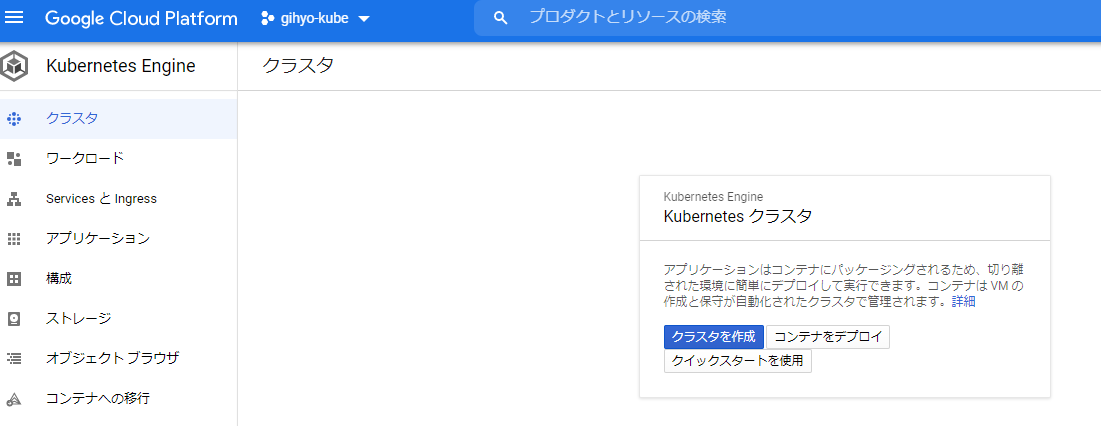 Google Cloud Platform
gihyo-kube
プロダクトとリソースの検索
Kubernetes Engine
クラスタ
クラスタ
ワークロード
Services と Ingress
アプリケーション
構成
ストレージ
オブジェクト ブラウザ
コンテナへの移行
Kubernetes Engine
Kubernetes クラスタ
アプリケーションはコンテナにパッケージングされるため、切り離
された環境に簡単にデプロイして実行できます。コンテナは VM の
作成と保守が自動化されたクラスタで管理されます。詳細
クラスタを作成
コンテナをデプロイ
クイックスタートを使用